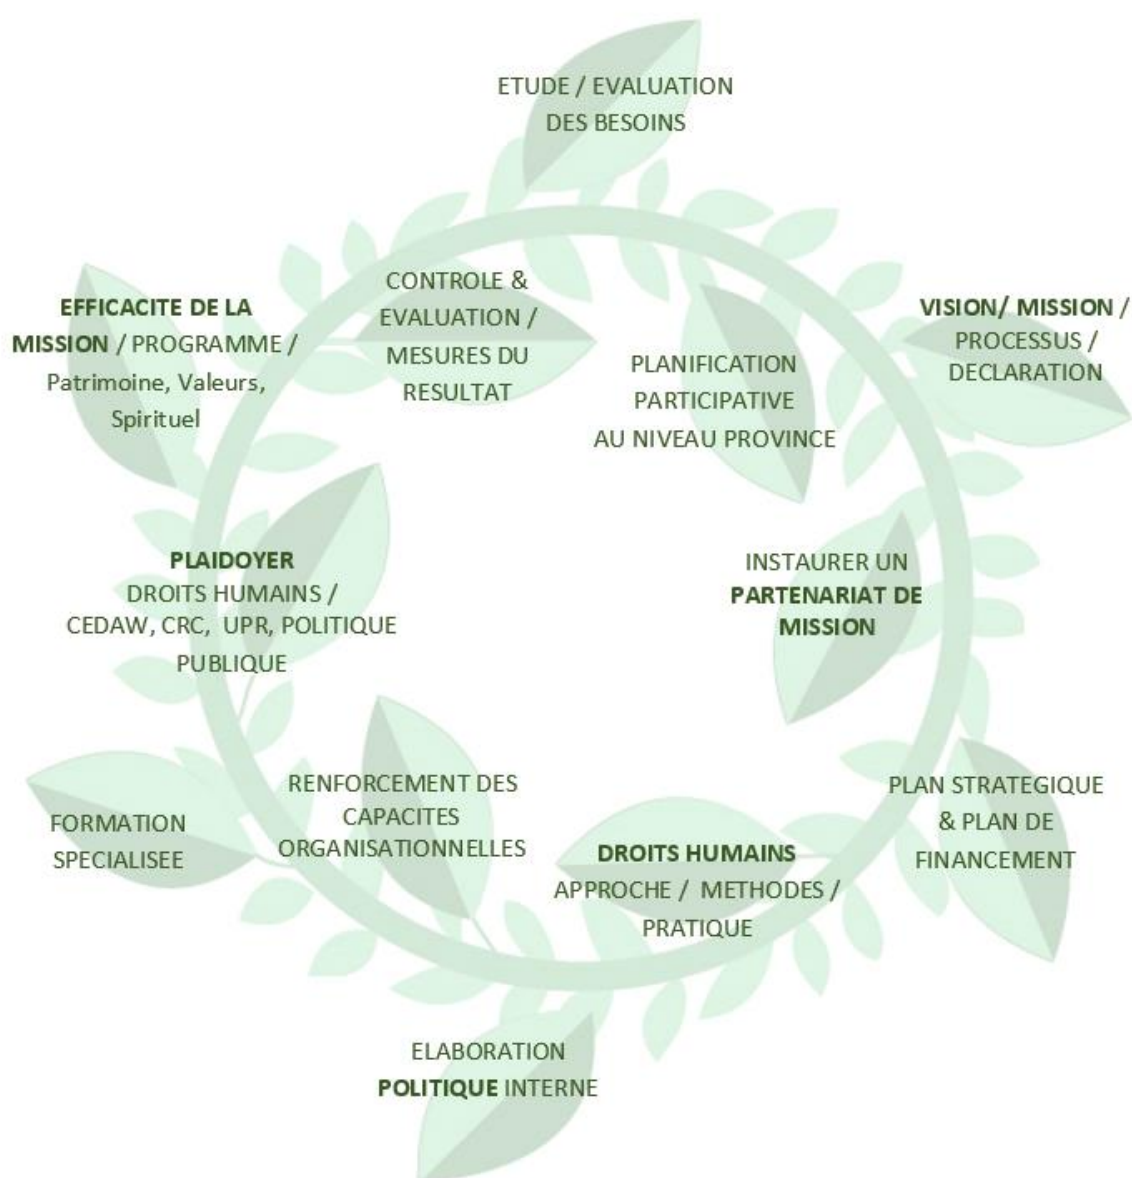 ETUDE / EVALUATION
DES BESOINS
EFFICACITE DE LA
MISSION / PROGRAMME /
Patrimoine, Valeurs,
Spirituel
CONTROLE &
EVALUATION /
MESURES DU
RESULTAT
PLANIFICATION
PARTICIPATIVE
AU NIVEAU PROVINCE
VISION/ MISSION /
PROCESSUS /
DECLARATION
PLAIDOYER
DROITS HUMAINS /
CEDAW, CRC, UPR, POLITIQUE
PUBLIQUE
INSTAURER UN
PARTENARIAT DE
MISSION
FORMATION
SPECIALISEE
RENFORCEMENT DES
CAPACITES
ORGANISATIONNELLES
DROITS HUMAINS
APPROCHE / METHODES /
PRATIQUE
PLAN STRATEGIQUE
& PLAN DE
FINANCEMENT
ELABORATION
POLITIQUE INTERNE